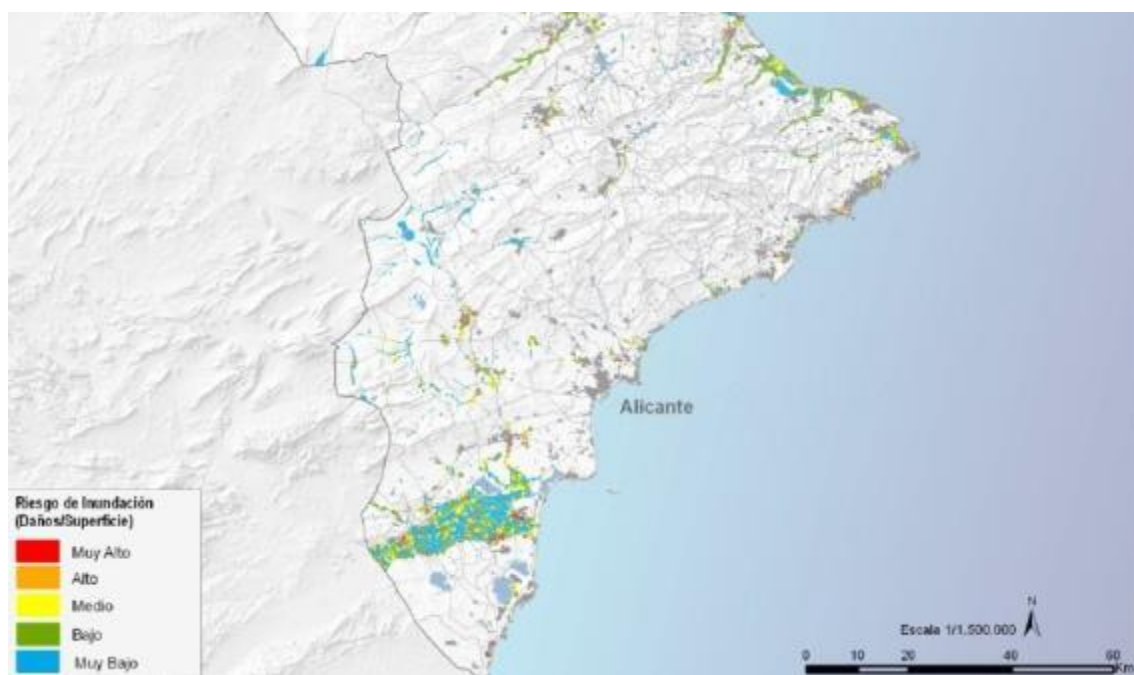 Alicante
Riesgo de Inundación
(Daños/Superficie)
Muy Alto
Alto
Medio
Bajo
Muy Bajo
N
Escala 1/1,500.000
0 10 20 40 60
Km